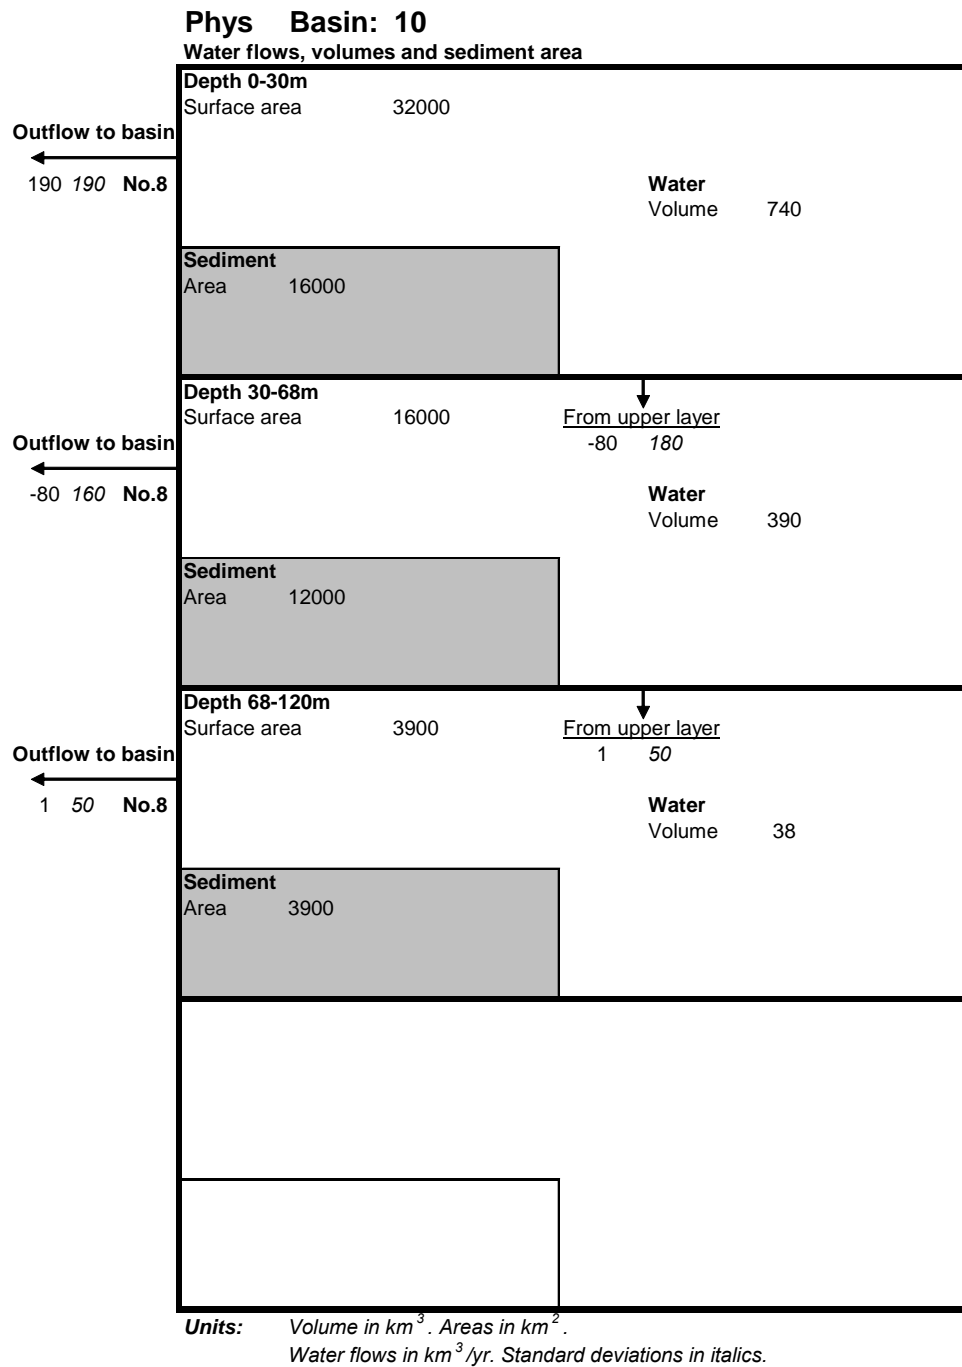 Phys Basin: 10
Water flows, volumes and sediment area
Depth 0-30m
Surface area 32000
Outflow to basin
190 190 No.8
Water
Volume 740
Sediment
Area 16000
Depth 30-68m
Surface area 16000
From upper layer
-80 180
Outflow to basin
-80 160 No.8
Water
Volume 390
Sediment
Area 12000
Depth 68-120m
Surface area 3900
From upper layer
1 50
Outflow to basin
1 50 No.8
Water
Volume 38
Sediment
Area 3900
Units: Volume in km³. Areas in km².
Water flows in km³/yr. Standard deviations in italics.